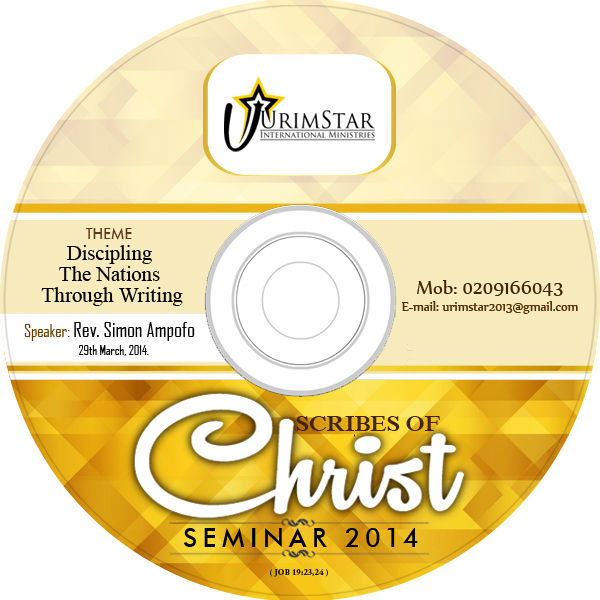 URIMSTAR
INTERNATIONAL MINISTRIES
THEME
Discipling
The Nations
Through Writing
Speaker: Rev. Simon Ampofo
29th March, 2014.
Mob: 0209166043
E-mail: urimstar2013@gmail.com
SCRIBES OF
Christ
SEMINAR 2014
( JOB 19:23,24 )